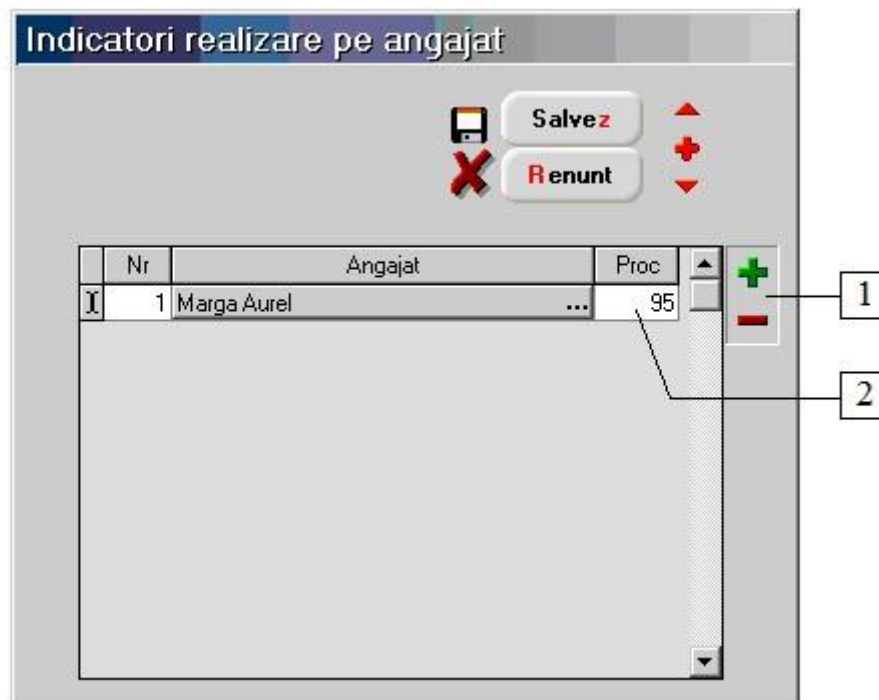 Indicatori realizare pe angajat
Salvez
Renunt
Nr Angajat Proc
1 Marga Aurel ... 95
1
2